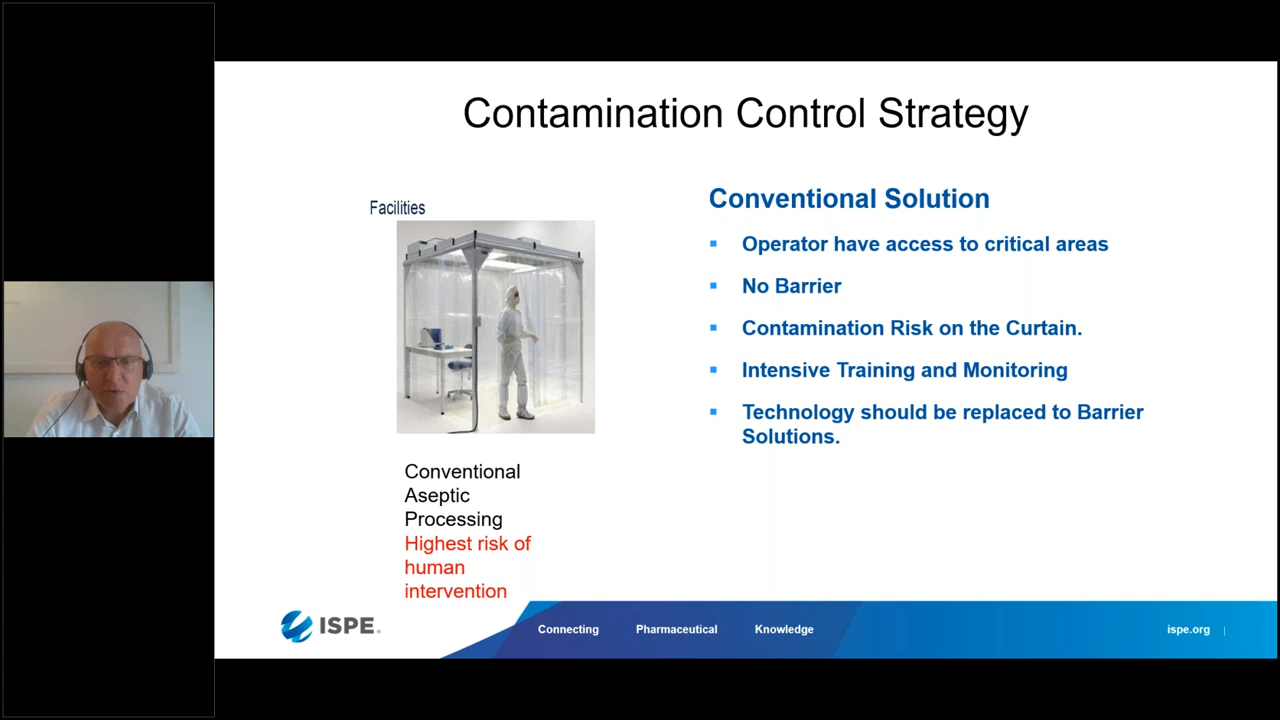 Contamination Control Strategy
Facilities
Conventional
Aseptic
Processing
Highest risk of
human
intervention
Conventional Solution
Operator have access to critical areas
No Barrier
Contamination Risk on the Curtain.
Intensive Training and Monitoring
Technology should be replaced to Barrier
Solutions.
ISPE®
Connecting Pharmaceutical Knowledge
ispe.org |